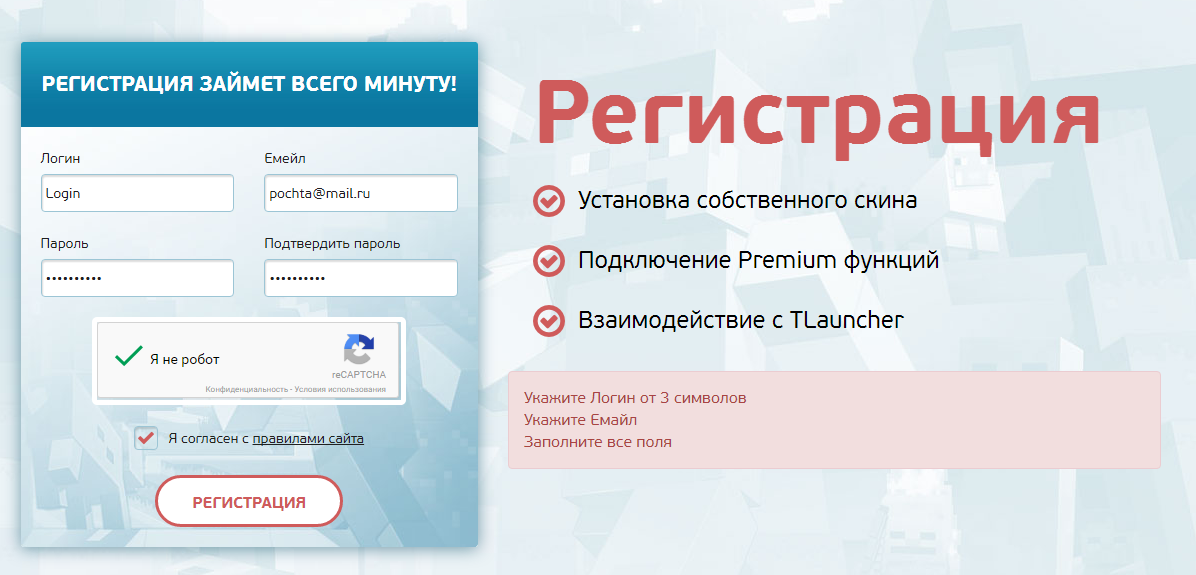 РЕГИСТРАЦИЯ ЗАЙМЕТ ВСЕГО МИНУТУ!
Логин
Емейл
Login
pochta@mail.ru
Пароль
Подтвердить пароль
••••••••••
••••••••••
Я не робот
reCAPTCHA
Конфиденциальность - Условия использования
Я согласен с правилами сайта
РЕГИСТРАЦИЯ
Регистрация
Установка собственного скина
Подключение Premium функций
Взаимодействие с TLauncher
Укажите Логин от 3 символов
Укажите Емайл
Заполните все поля